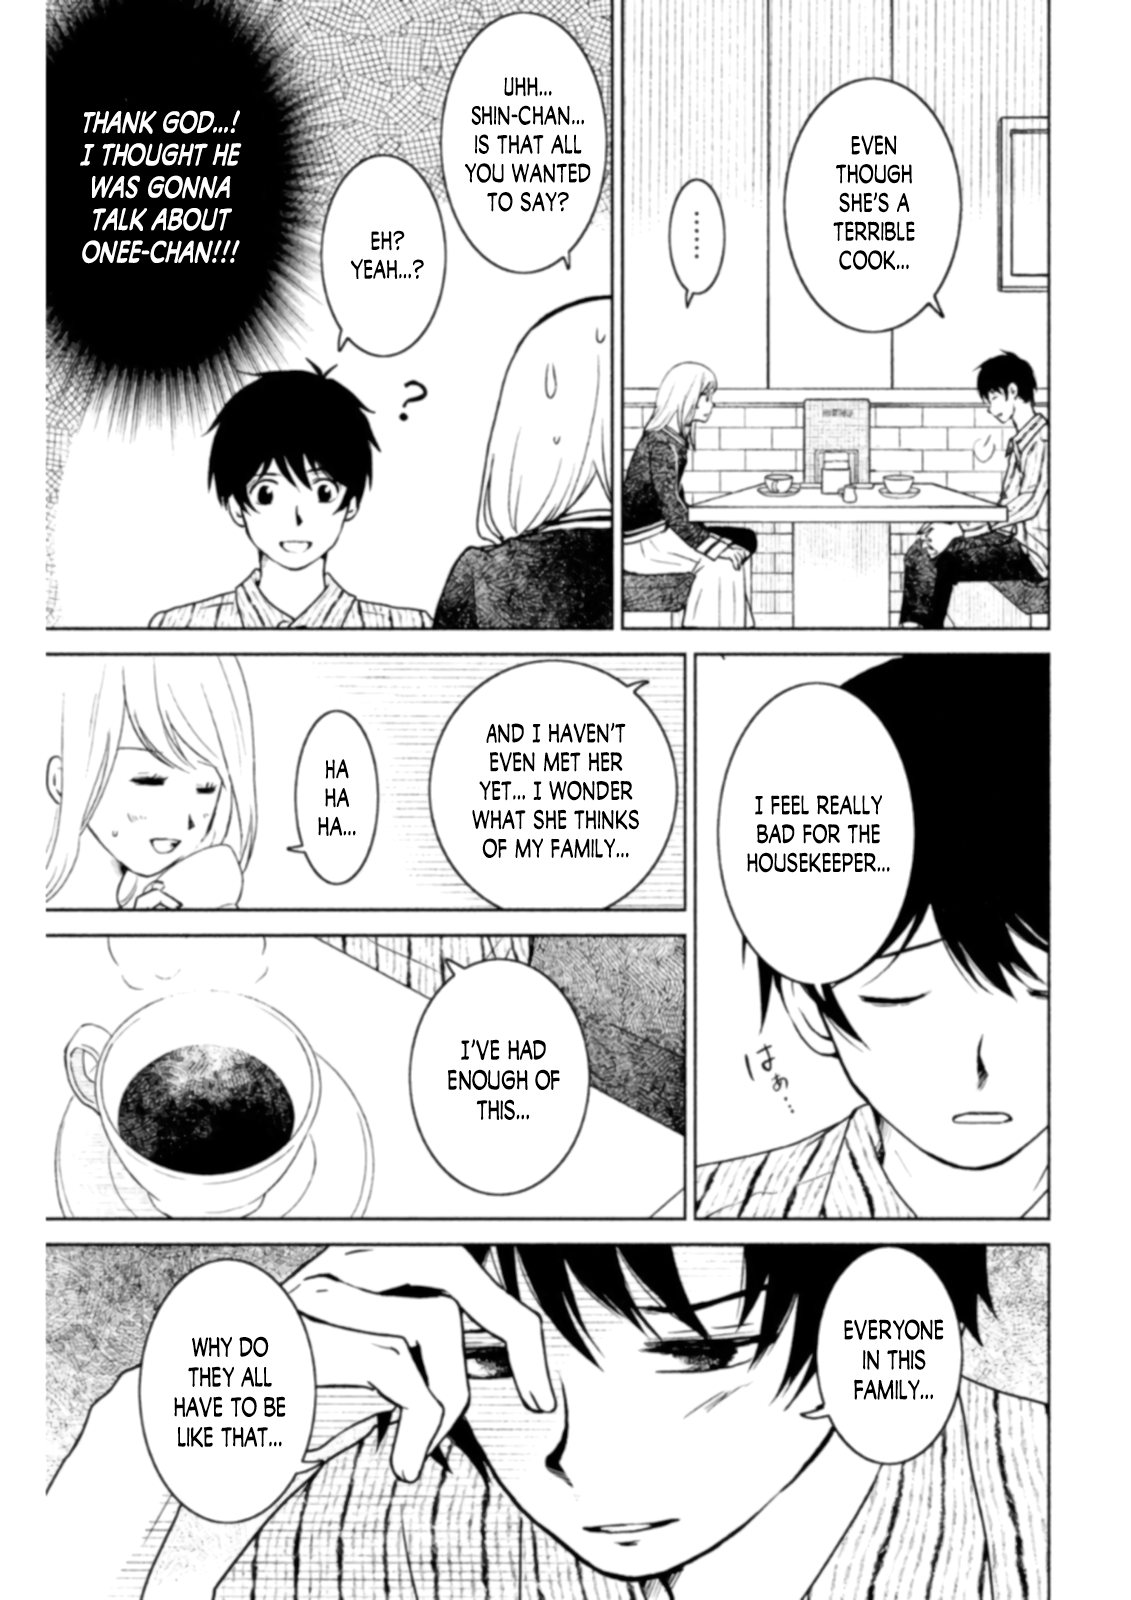 EVEN
THOUGH
SHE'S A
TERRIBLE
COOK...
.......
MENU
UHH...
SHIN-CHAN...
IS THAT ALL
YOU WANTED
TO SAY?
EH?
YEAH...?
?
THANK GOD...!
I THOUGHT HE
WAS GONNA
TALK ABOUT
ONEE-CHAN!!!
I FEEL REALLY
BAD FOR THE
HOUSEKEEPER...
はぁ...
AND I HAVEN'T
EVEN MET HER
YET... I WONDER
WHAT SHE THINKS
OF MY FAMILY...
HA
HA
HA...
I'VE HAD
ENOUGH OF
THIS...
EVERYONE
IN THIS
FAMILY...
WHY DO
THEY ALL
HAVE TO BE
LIKE THAT...